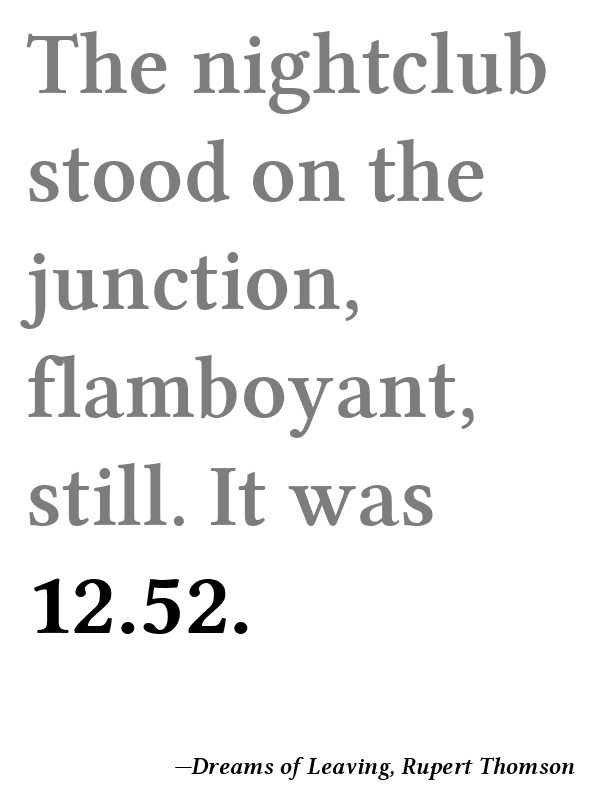 The nightclub
stood on the
junction,
flamboyant,
still. It was
12.52.
—Dreams of Leaving, Rupert Thomson